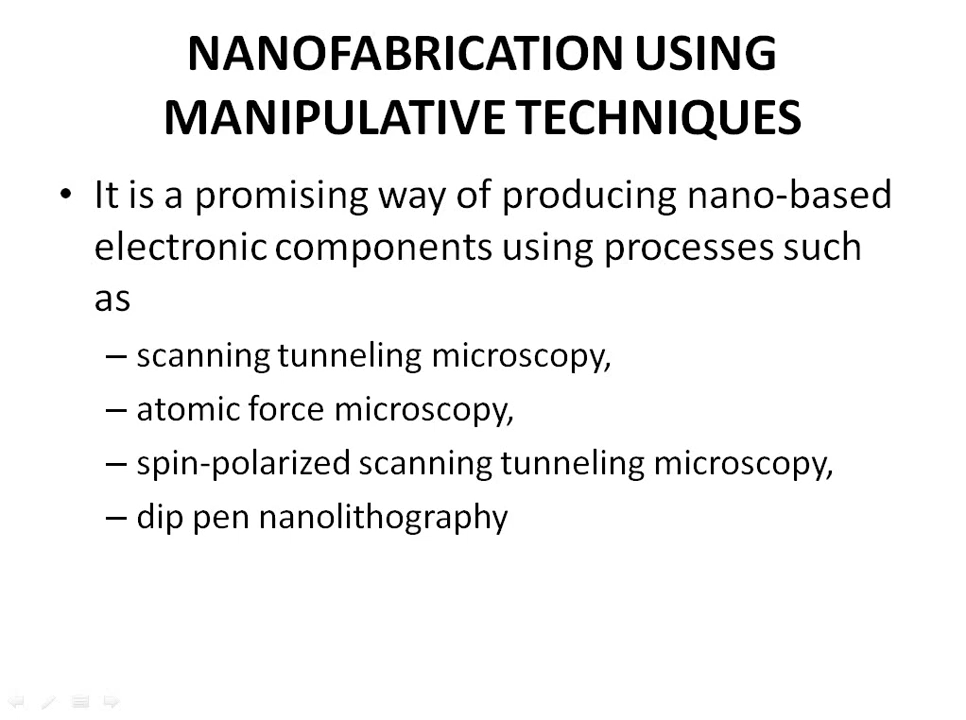 NANOFABRICATION USING
MANIPULATIVE TECHNIQUES
• It is a promising way of producing nano-based
electronic components using processes such
as
– scanning tunneling microscopy,
– atomic force microscopy,
– spin-polarized scanning tunneling microscopy,
– dip pen nanolithography